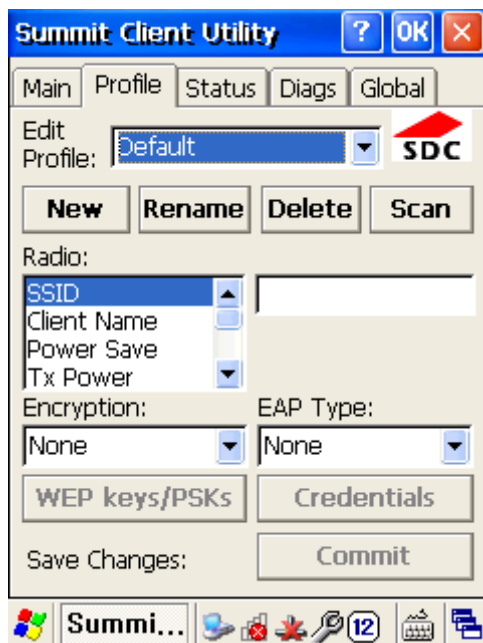 Summit Client Utility ? OK
Main Profile Status Diags Global
Edit Profile: Default SDC
New Rename Delete Scan
Radio:
SSID
Client Name
Power Save
Tx Power
Encryption: EAP Type:
None None
WEP keys/PSKs Credentials
Save Changes: Commit
Summi... 12